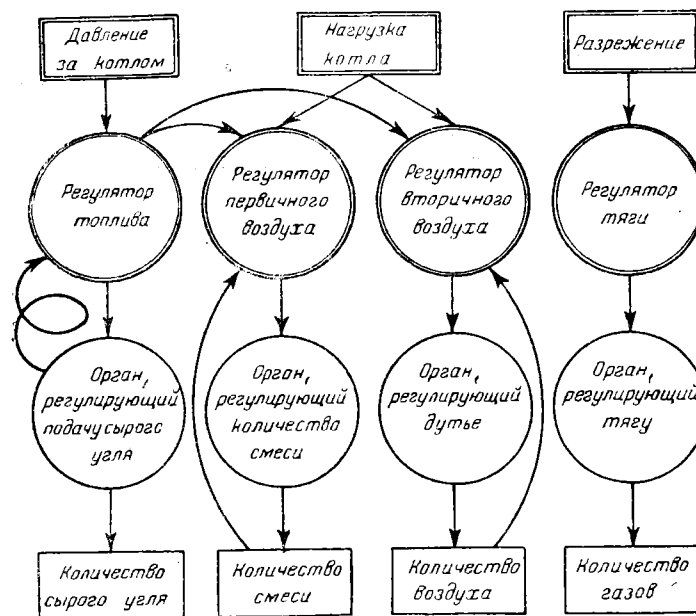 Давление
за котлом
Нагрузка
котла
Разрежение
Регулятор
топлива
Регулятор
первичного
воздуха
Регулятор
вторичного
воздуха
Регулятор
тяги
Орган,
регулирующий
подачу сырого
угля
Орган,
регулирующий
количество
смеси
Орган,
регулирующий
дутье
Орган,
регулирующий
тягу
Количество
сырого угля
Количество
смеси
Количество
воздуха
Количество
газов